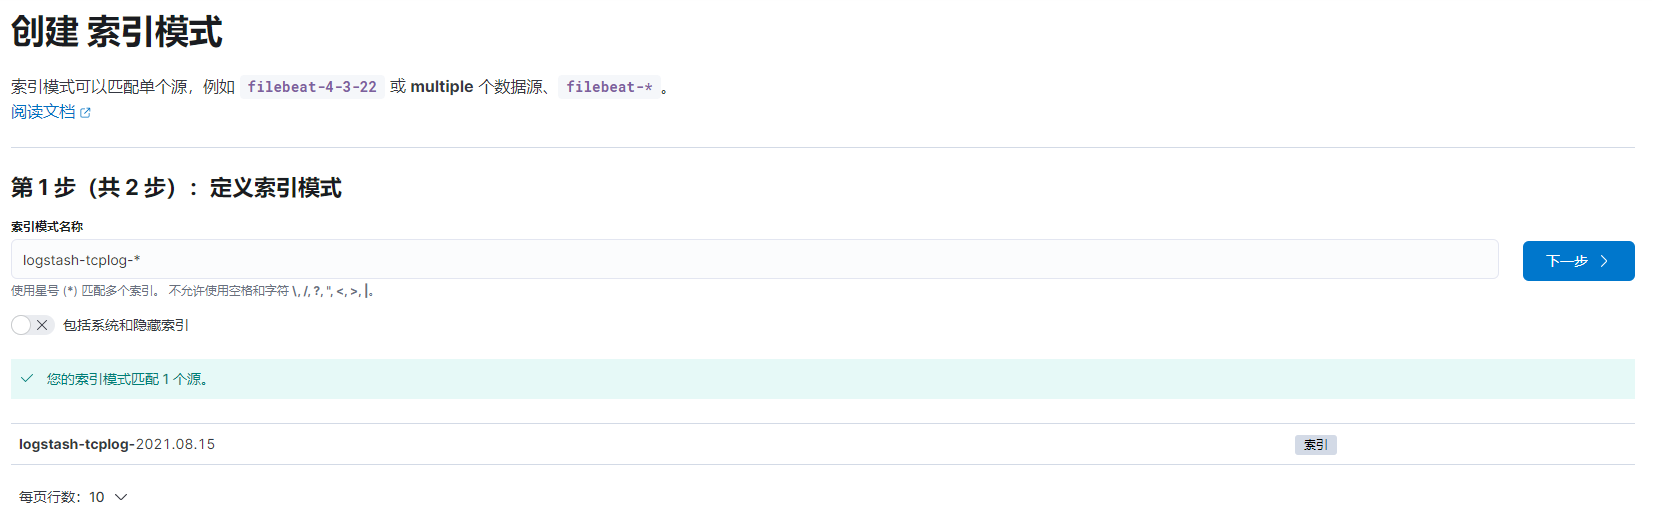 创建 索引模式
索引模式可以匹配单个源，例如 filebeat-4-3-22 或 multiple 个数据源、 filebeat-* 。
阅读文档
第 1 步（共 2 步）：定义索引模式
索引模式名称
logstash-tcplog-*
下一步
使用星号 (*) 匹配多个索引。 不允许使用空格和字符 \, /, ?, ", <, >, |。
包括系统和隐藏索引
您的索引模式匹配 1 个源。
logstash-tcplog-2021.08.15 索引
每页行数：10